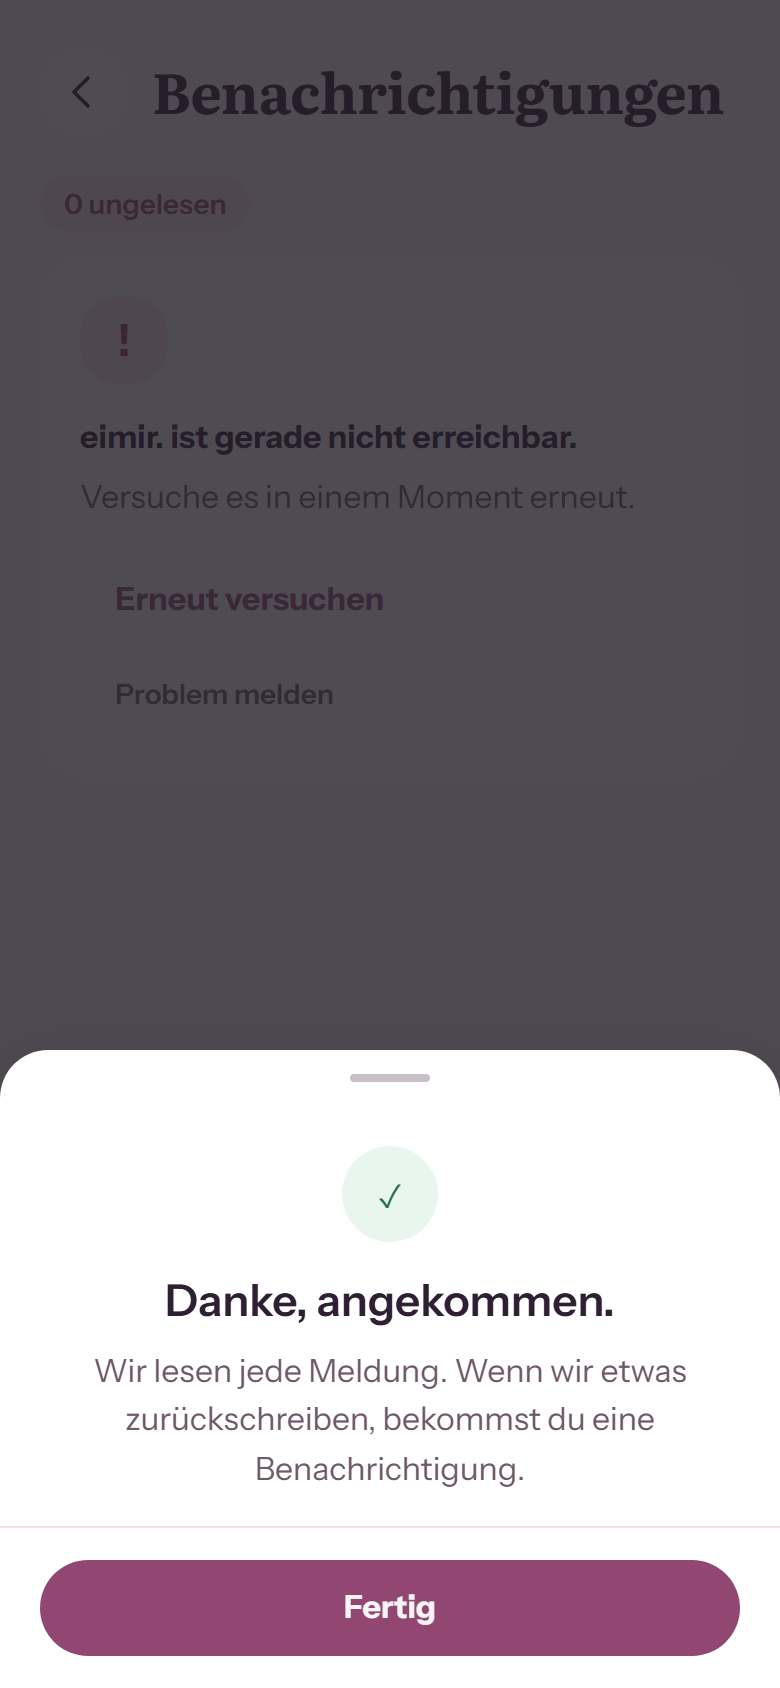 Benachrichtigungen
0 ungelesen
!
eimir. ist gerade nicht erreichbar.
Versuche es in einem Moment erneut.
Erneut versuchen
Problem melden
✓
Danke, angekommen.
Wir lesen jede Meldung. Wenn wir etwas
zurückschreiben, bekommst du eine
Benachrichtigung.
Fertig